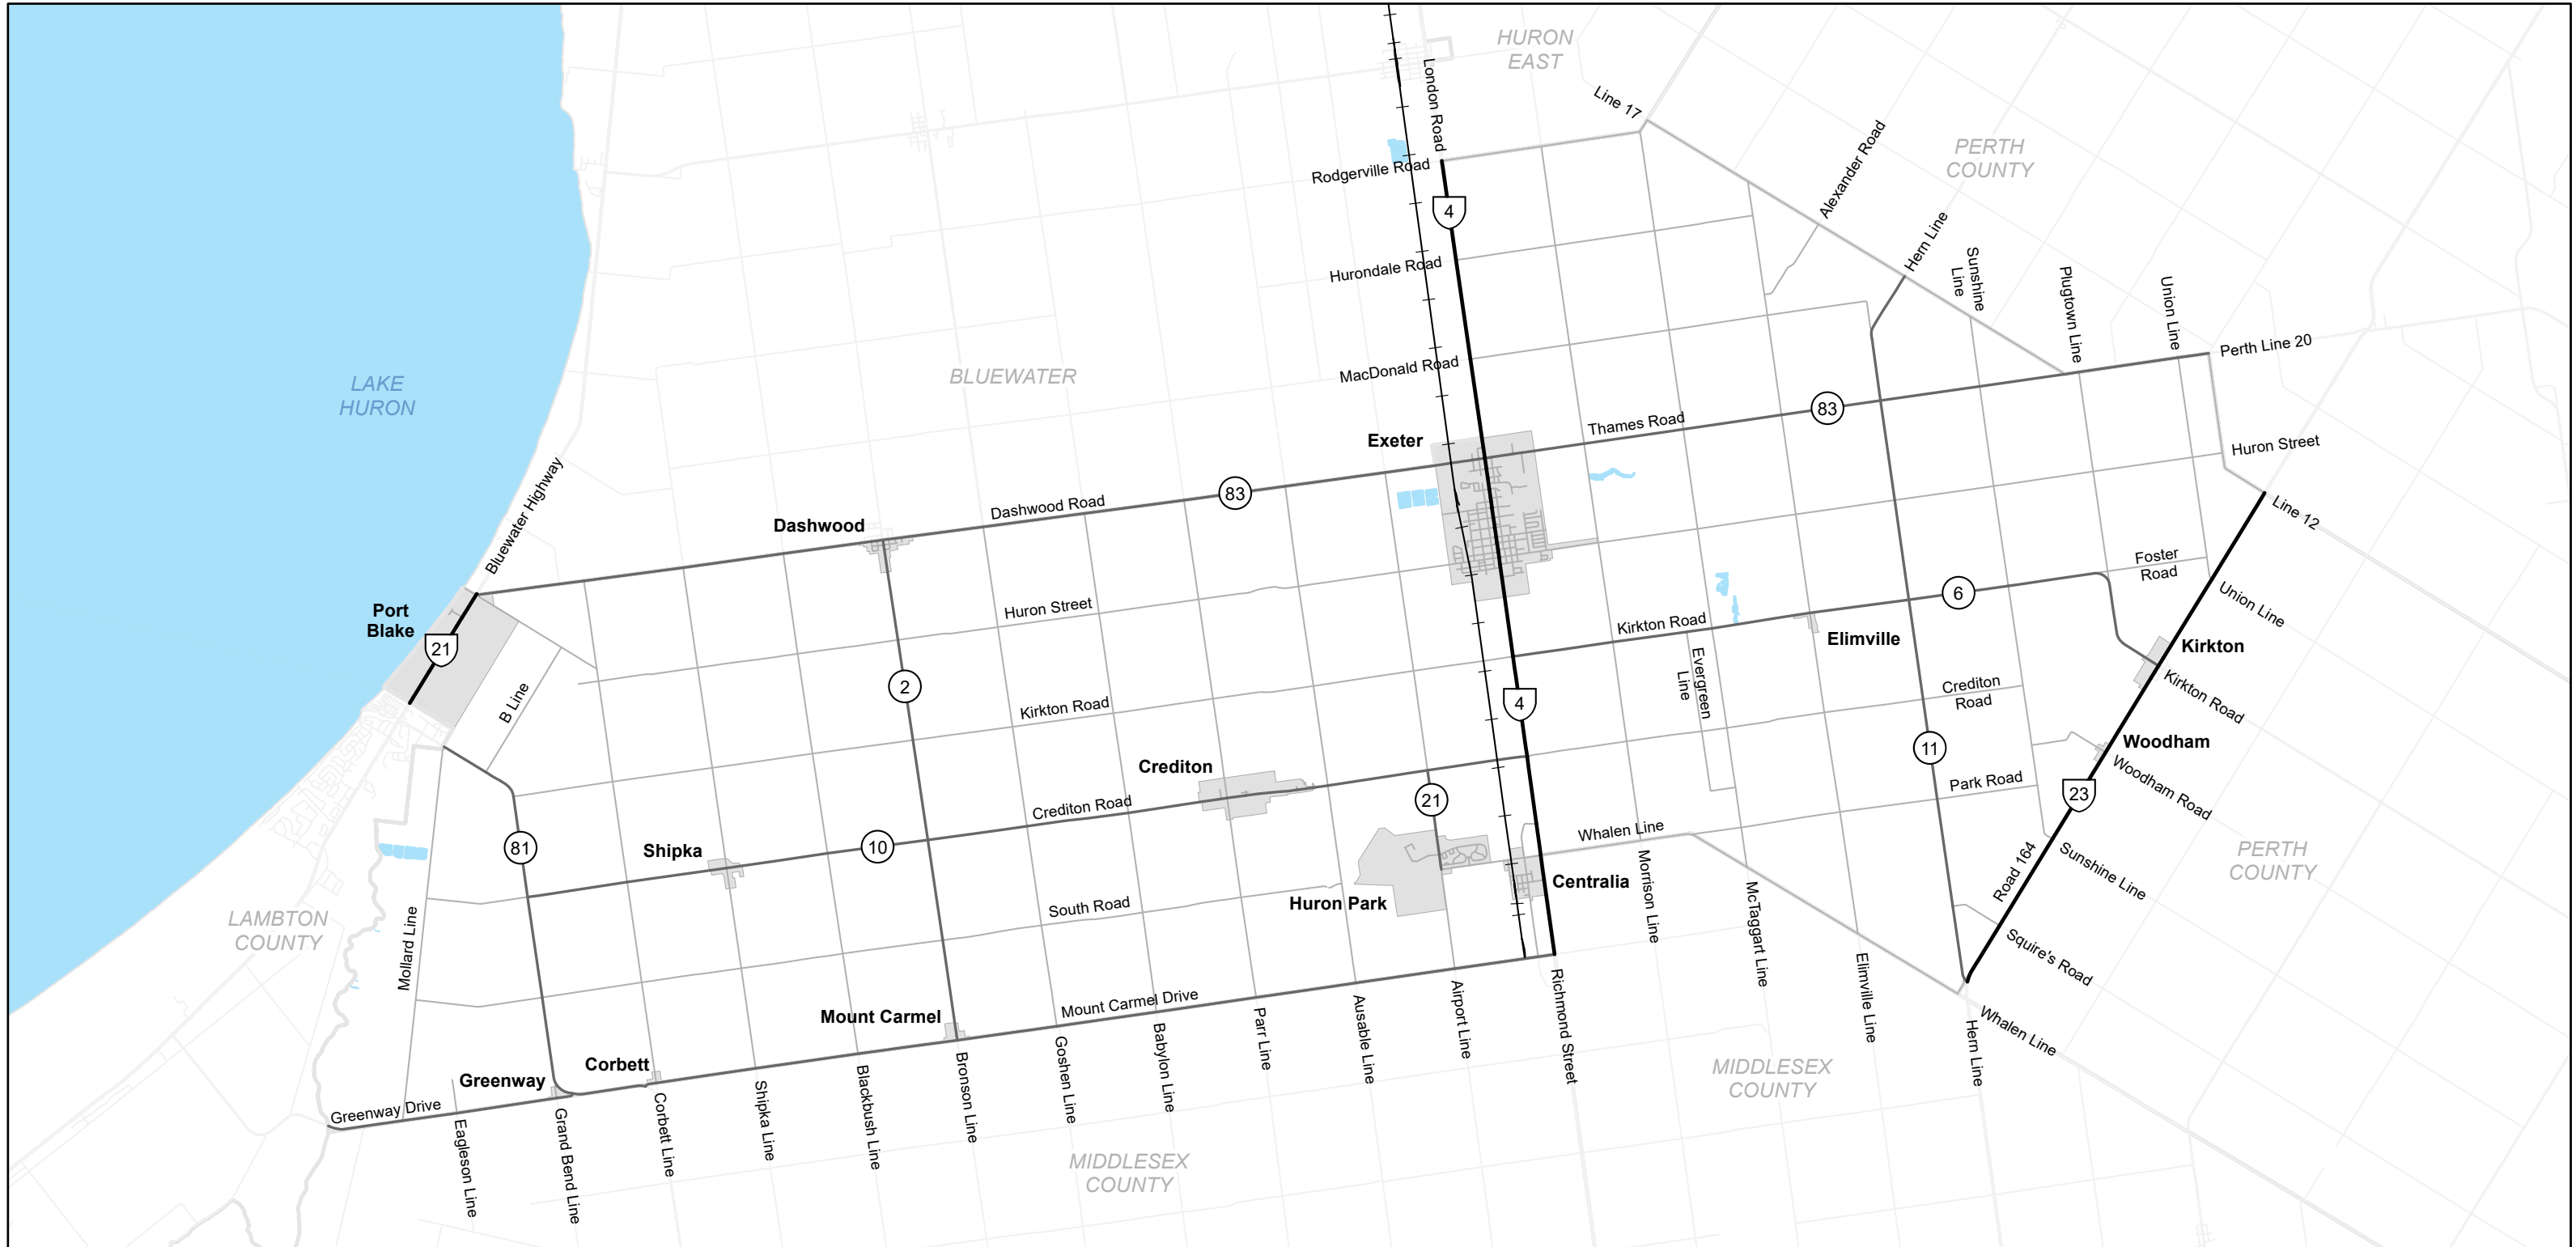 HURON
EAST
London Road
Line 17
Alexander Road
PERTH
COUNTY
Rodgerville Road
4
Hern Line
Sunshine
Line
Hurondale Road
Plugtown Line
Union Line
Perth Line 20
MacDonald Road
LAKE
HURON
BLUEWATER
83
Thames Road
Exeter
Huron Street
Bluewater Highway
83
Dashwood Road
Dashwood
Line 12
Foster
Road
Port
Blake
21
Huron Street
6
Union Line
Kirkton Road
Elimville
Kirkton
B Line
2
Kirkton Road
4
Evergreen
Line
Crediton
Road
Kirkton Road
Woodham
11
Crediton
Park Road
Woodham Road
23
21
Crediton Road
81
10
Shipka
Whalen Line
Road 164
Sunshine Line
PERTH
COUNTY
Morrison Line
Centralia
Huron Park
McTaggart Line
LAMBTON
COUNTY
Mollard Line
South Road
Squire's Road
Elimville Line
Mount Carmel
Mount Carmel Drive
Richmond Street
Airport Line
Ausable Line
Parr Line
Babylon Line
Goshen Line
Bronson Line
Blackbush Line
Shipka Line
Corbett Line
Hern Line
Whalen Line
Corbett
Greenway
Greenway Drive
MIDDLESEX
COUNTY
Grand Bend Line
Eagleson Line
MIDDLESEX
COUNTY